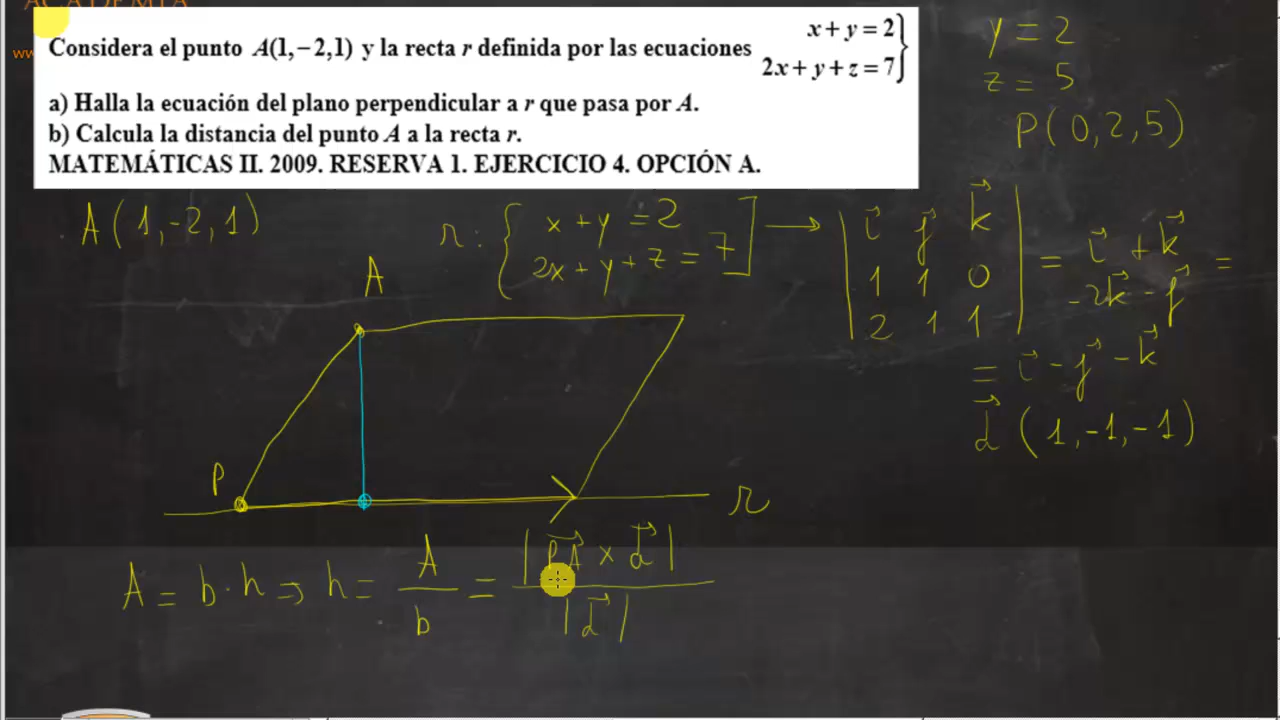 ACADEMIA
ww
Considera el punto A(1,−2,1) y la recta r definida por las ecuaciones x + y = 2 }
2x + y + z = 7 }
a) Halla la ecuación del plano perpendicular a r que pasa por A.
b) Calcula la distancia del punto A a la recta r.
MATEMÁTICAS II. 2009. RESERVA 1. EJERCICIO 4. OPCIÓN A.
y = 2
z = 5
P(0,2,5)
A(1,-2,1)
r: { x + y = 2
2x + y + z = 7 ] →
| i⃗ j⃗ k⃗ |
| 1 1 0 |
| 2 1 1 |
= i⃗ + k⃗
-2k⃗ - j⃗ =
= i⃗ - j⃗ - k⃗
d⃗ (1,-1,-1)
A
P
r
A = b·h ⇒ h = A/b = |PA⃗ × d⃗| / |d⃗|